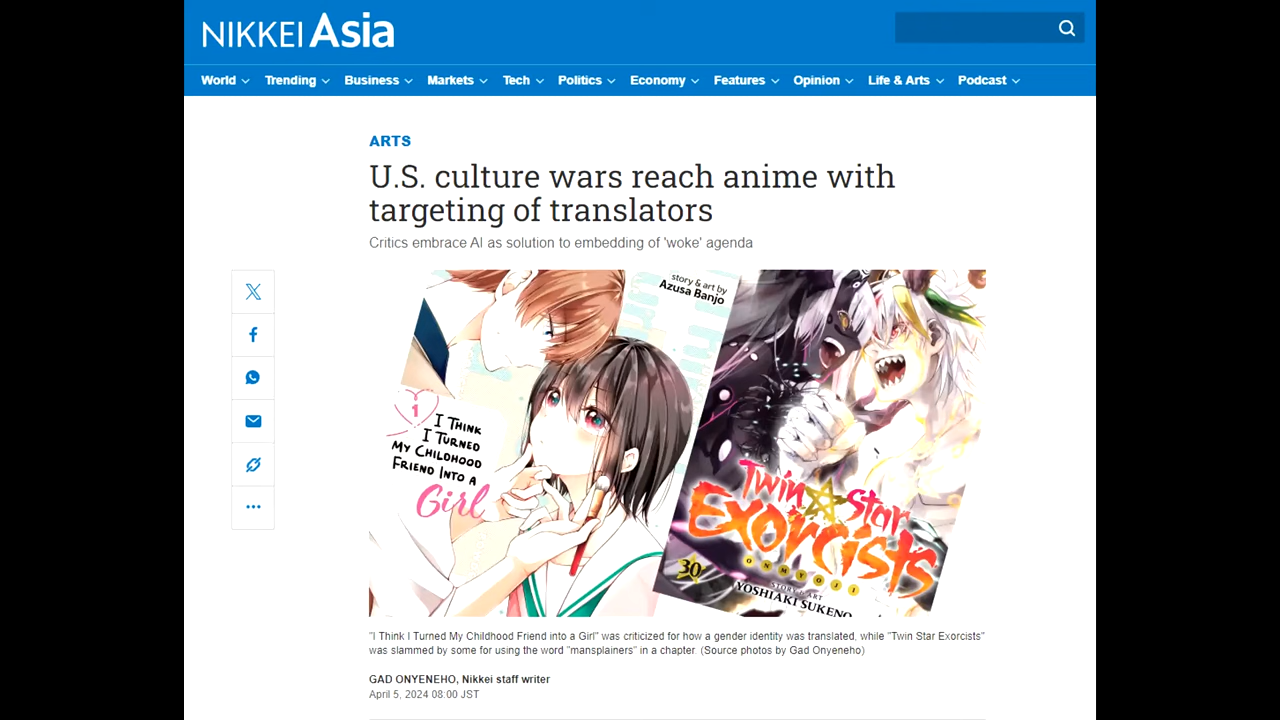 NIKKEI Asia
World Trending Business Markets Tech Politics Economy Features Opinion Life & Arts Podcast
ARTS
U.S. culture wars reach anime with
targeting of translators
Critics embrace AI as solution to embedding of 'woke' agenda
story & art by
Azusa Banjo
1
I THINK
I TURNED
MY CHILDHOOD
FRIEND INTO A
Girl
Twin Star
Exorcists
ONMYOJI
30
STORY & ART
YOSHIAKI SUKENO
"I Think I Turned My Childhood Friend into a Girl" was criticized for how a gender identity was translated, while "Twin Star Exorcists"
was slammed by some for using the word "mansplainers" in a chapter. (Source photos by Gad Onyeneho)
GAD ONYENEHO, Nikkei staff writer
April 5, 2024 08:00 JST